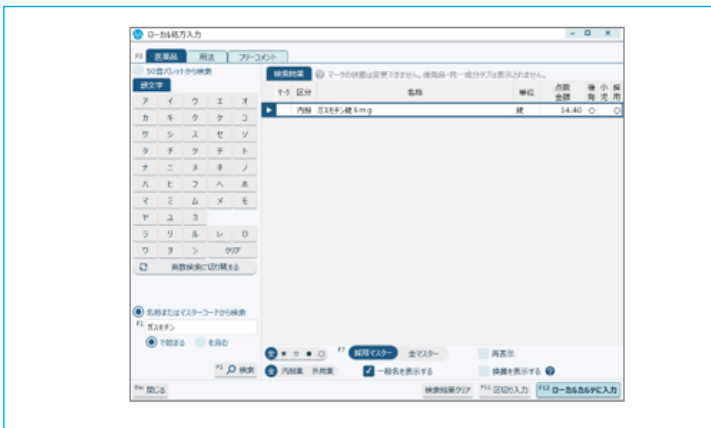 ローカル処方入力
F1 医薬品 用法 フリーコメント
50音パレットから検索
頭文字
ア イ ウ エ オ
カ キ ク ケ コ
サ シ ス セ ソ
タ チ ツ テ ト
ナ ニ ヌ ネ ノ
ハ ヒ フ ヘ ホ
マ ミ ム メ モ
ヤ ユ ヨ
ラ リ ル レ ロ
ワ ヲ ン クリア
英数検索に切り替える
名称またはマスターコードから検索
F1 ガスモチン
で始まる を含む
検索
検索結果 マークの状態は変更できません。後発品・同一成分タブは表示されません。
マーク 区分 名称 単位 点数 金額 後発 小児 採用
内服 ガスモチン錠5mg 錠 14.40 ○ ○
全 ★ ☆ ● ○ F7 採用マスター 全マスター 再表示
全 内服薬 外用薬 一般名を表示する 換算を表示する
Esc 閉じる 検索結果クリア F11 区切り入力 F12 ローカルカルテに入力